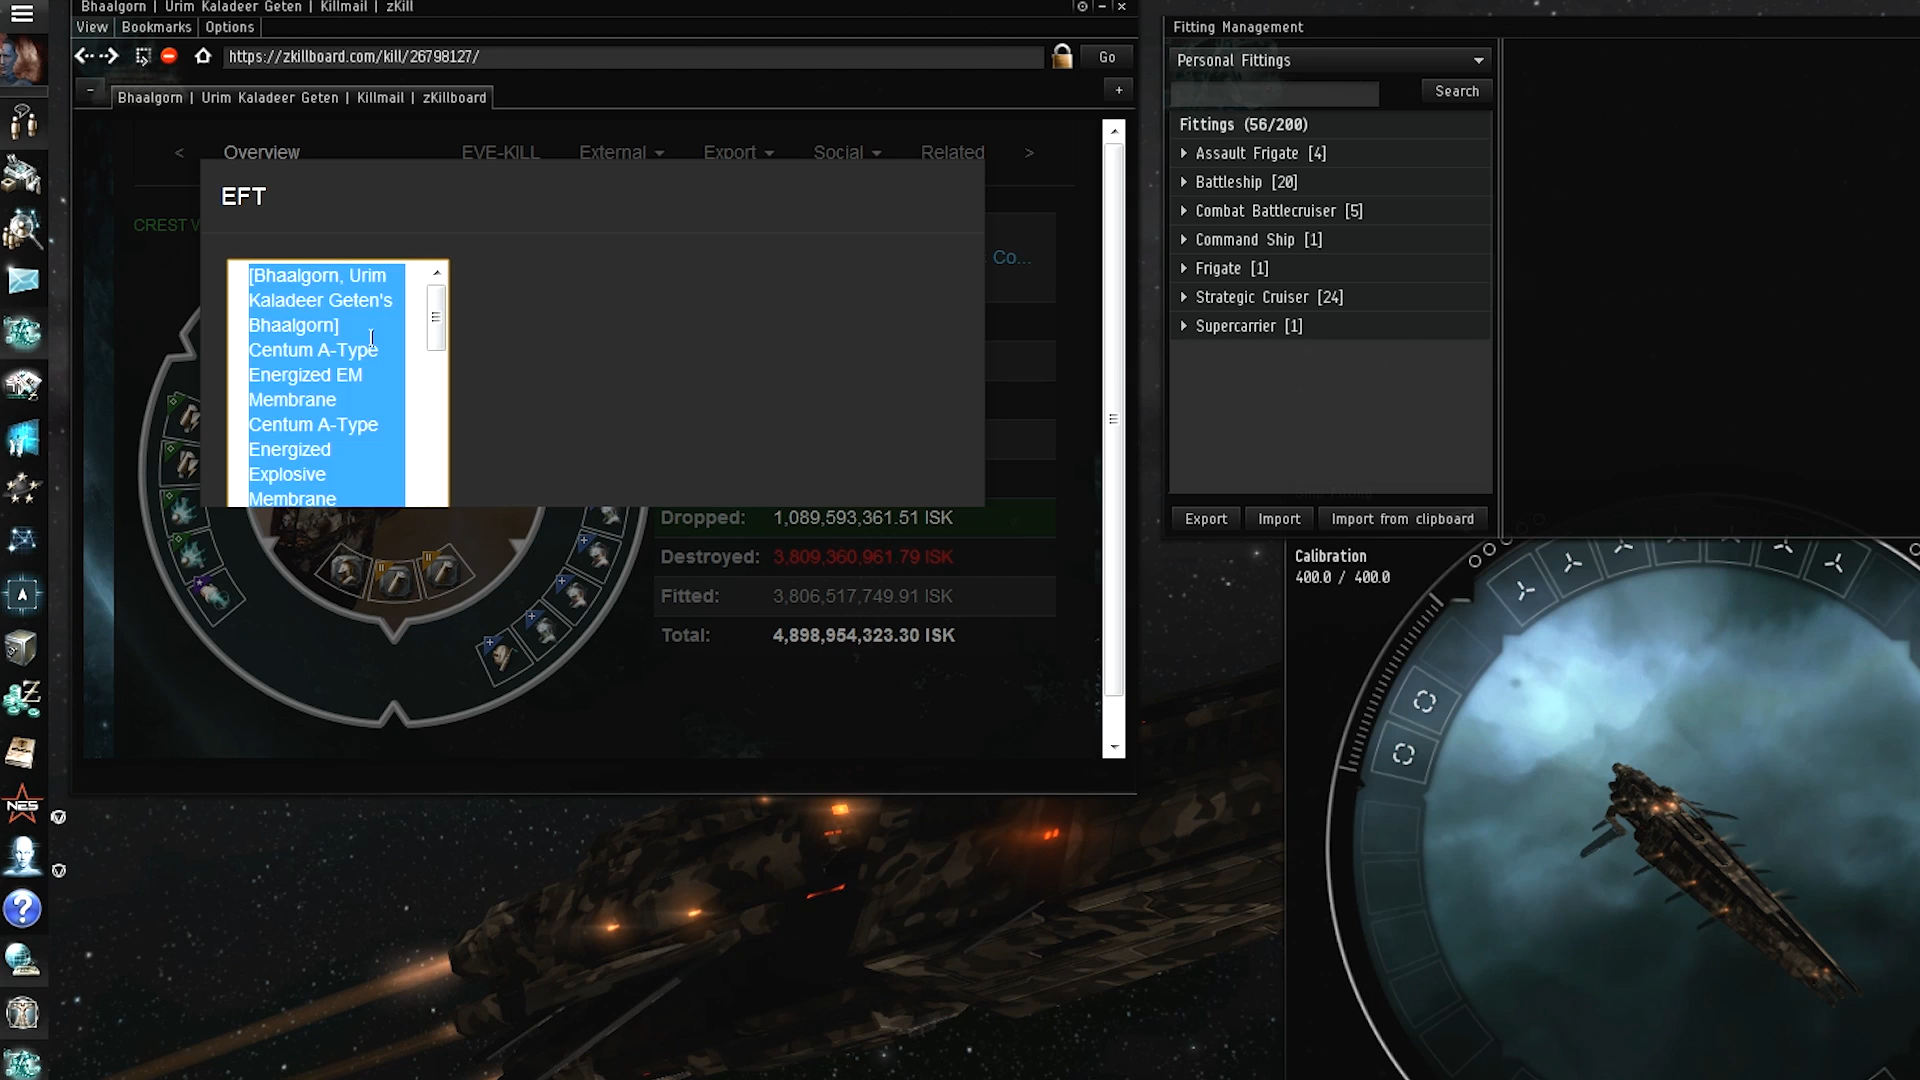 Bhaalgorn | Urim Kaladeer Geten | Killmail | zKill
View Bookmarks Options
https://zkillboard.com/kill/26798127/
Go
Bhaalgorn | Urim Kaladeer Geten | Killmail | zKillboard
< Overview EVE-KILL External Export Social Related >
EFT
CREST V
Co...
[Bhaalgorn, Urim
Kaladeer Geten's
Bhaalgorn]
Centum A-Type
Energized EM
Membrane
Centum A-Type
Energized
Explosive
Membrane
Dropped: 1,089,593,361.51 ISK
Destroyed: 3,809,360,961.79 ISK
Fitted: 3,806,517,749.91 ISK
Total: 4,898,954,323.30 ISK
NES
Fitting Management
Personal Fittings
Search
Fittings (56/200)
Assault Frigate [4]
Battleship [20]
Combat Battlecruiser [5]
Command Ship [1]
Frigate [1]
Strategic Cruiser [24]
Supercarrier [1]
Export Import Import from clipboard
Calibration
400.0 / 400.0